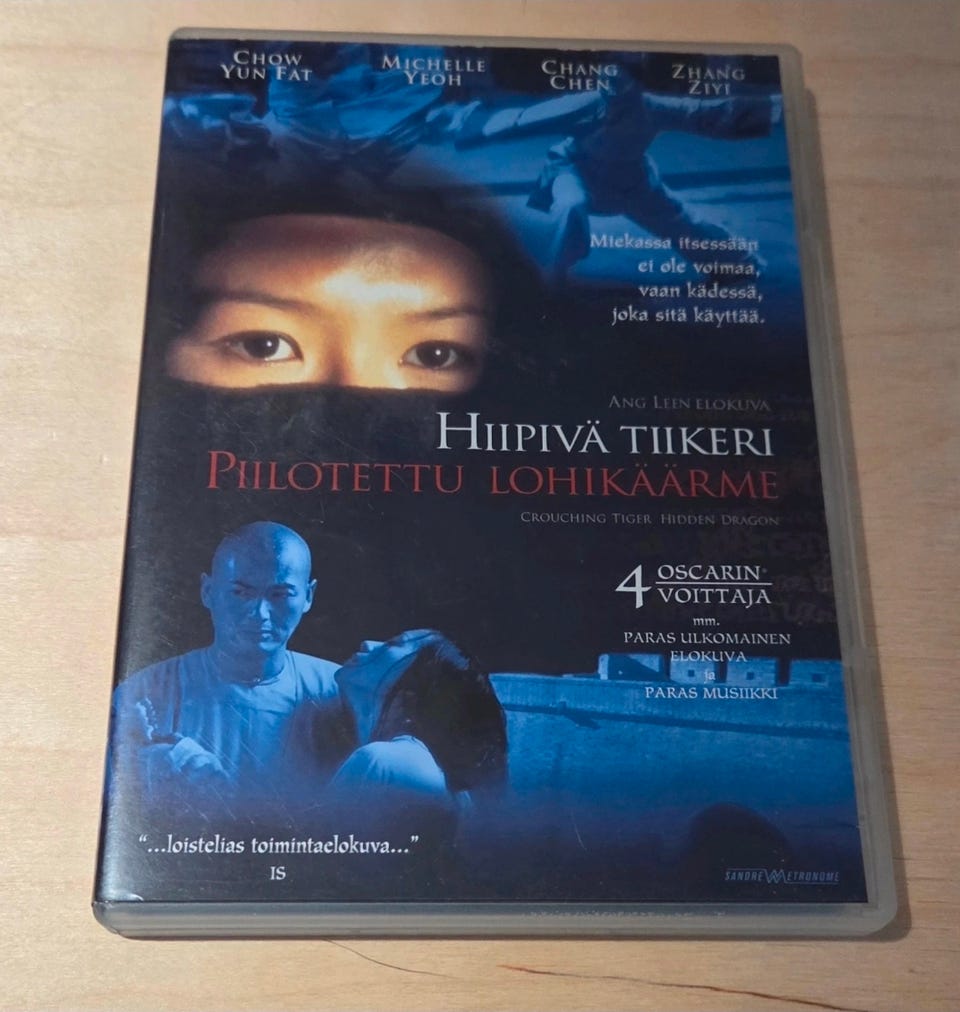 CHOW
YUN FAT
MICHELLE
YEOH
CHANG
CHEN
ZHANG
ZIYI
Miekassa itsessään
ei ole voimaa,
vaan kädessä,
joka sitä käyttää.
ANG LEEN ELOKUVA
HIIPIVÄ TIIKERI
PIILOTETTU LOHIKÄÄRME
CROUCHING TIGER HIDDEN DRAGON
4 OSCARIN®
VOITTAJA
mm.
PARAS ULKOMAINEN
ELOKUVA
ja
PARAS MUSIIKKI
“...loistelias toimintaelokuva...”
IS
SANDREW METRONOME